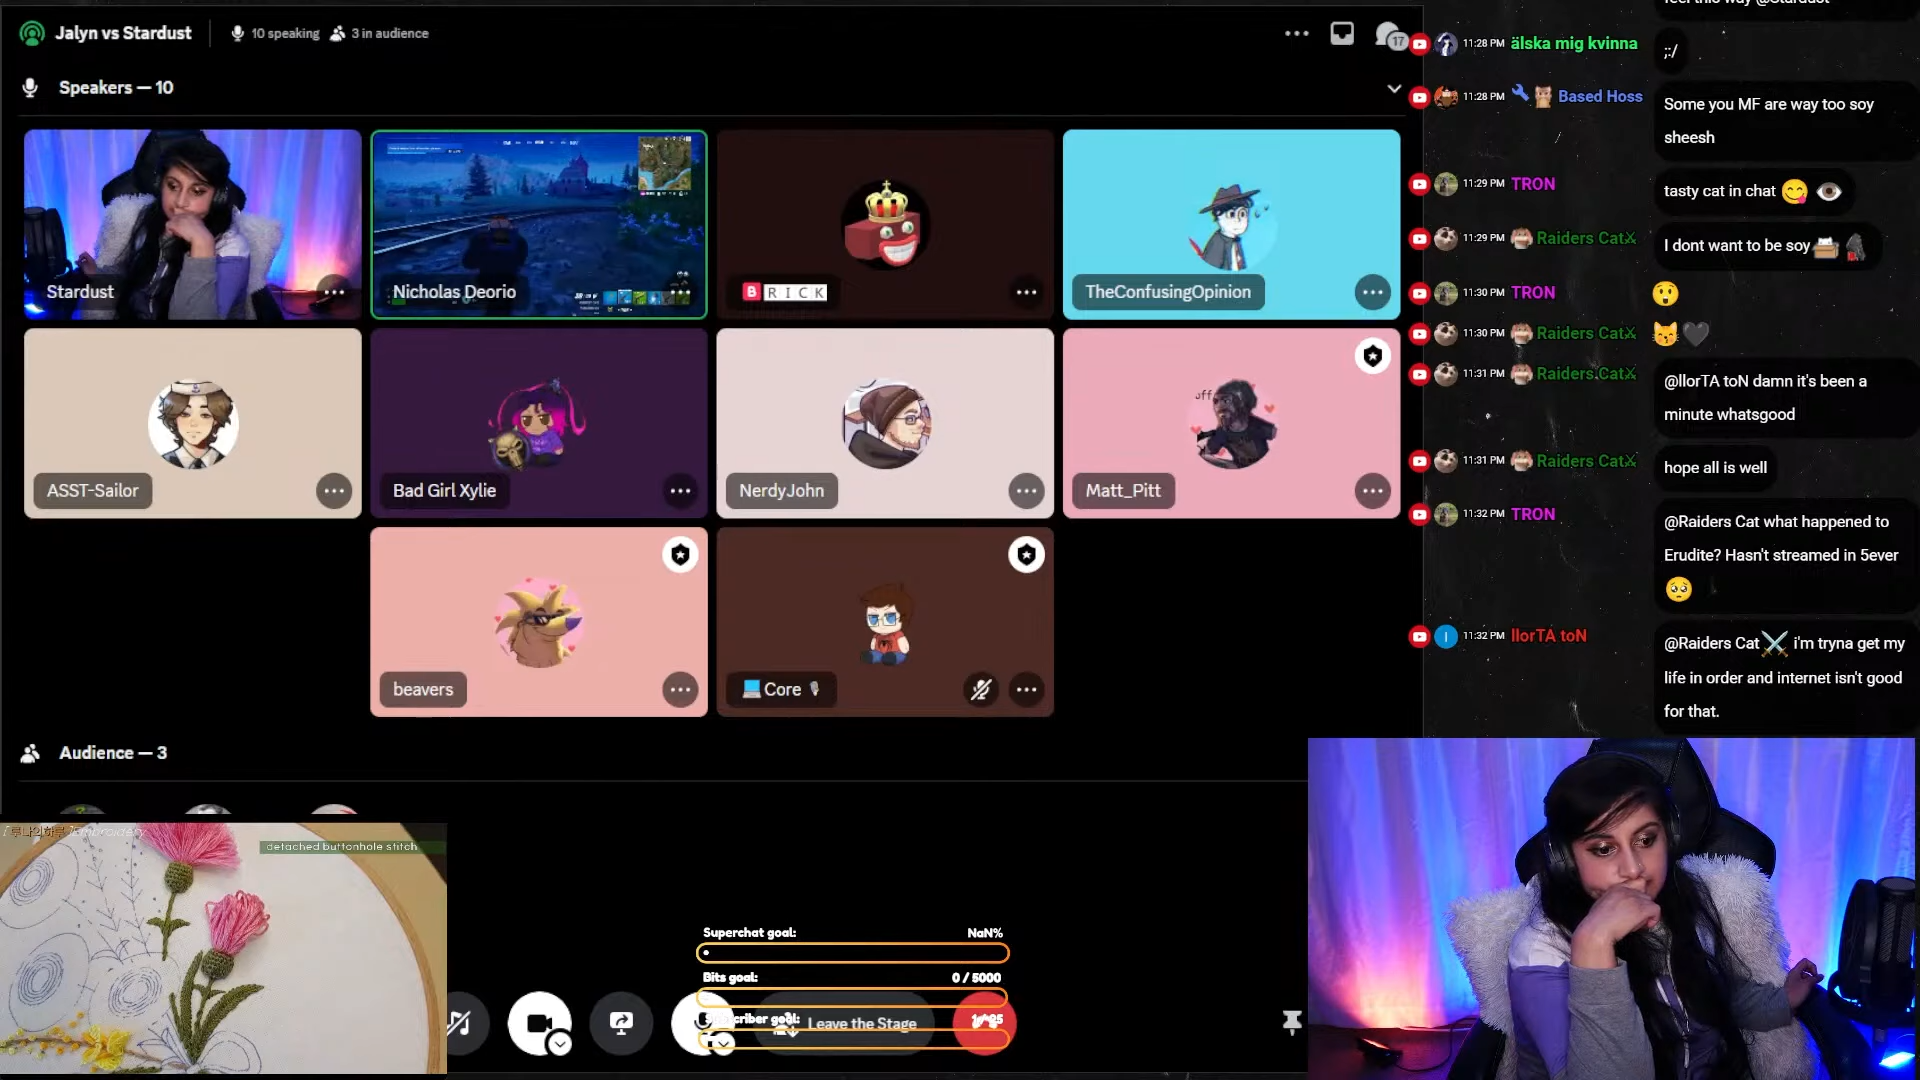 Jalyn vs Stardust
10 speaking
3 in audience
17
Speakers — 10
Stardust
Nicholas Deorio
B R I C K
TheConfusingOpinion
ASST-Sailor
Bad Girl Xylie
NerdyJohn
off
Matt_Pitt
beavers
Core
Audience — 3
Embroidery
detached buttonhole stitch
Superchat goal:
NaN%
Bits goal:
0 / 5000
Leave the Stage
11:28 PM älska mig kvinna
;:/
11:28 PM Based Hoss
Some you MF are way too soy
sheesh
11:29 PM TRON
tasty cat in chat 😋 👁
11:29 PM Raiders Cat⚔
I dont want to be soy
11:30 PM TRON
😲
11:30 PM Raiders Cat⚔
😽🖤
11:31 PM Raiders Cat⚔
@llorTA toN damn it's been a
minute whatsgood
11:31 PM Raiders Cat⚔
hope all is well
11:32 PM TRON
@Raiders Cat what happened to
Erudite? Hasn't streamed in 5ever
🥺
11:32 PM llorTA toN
@Raiders Cat⚔ i'm tryna get my
life in order and internet isn't good
for that.